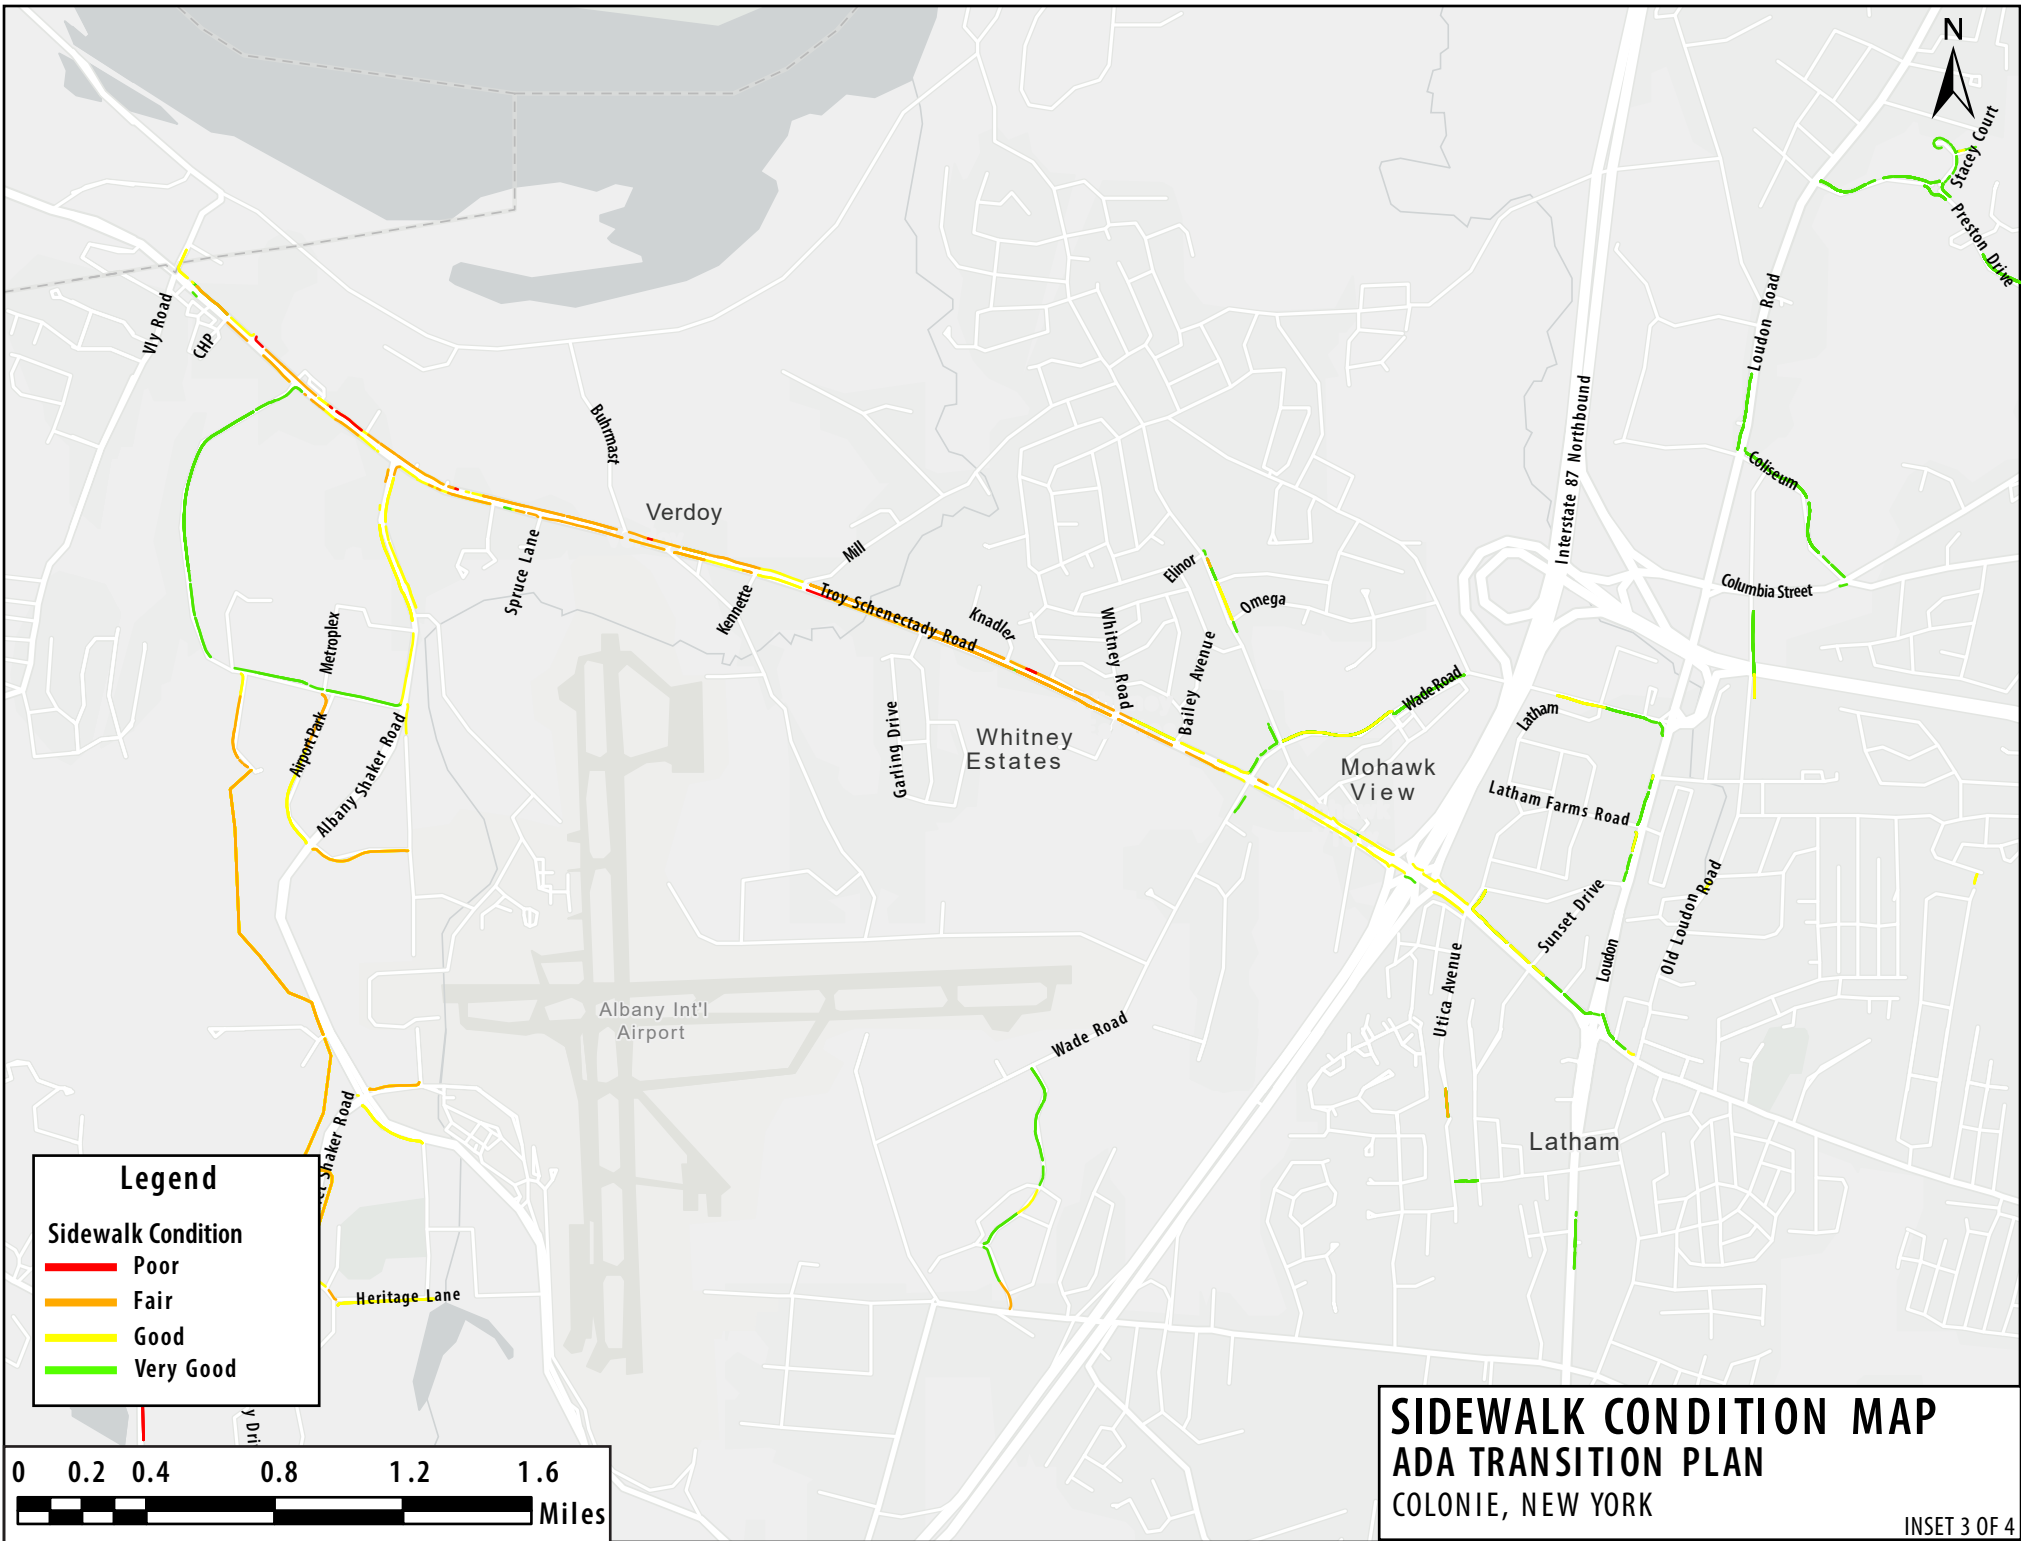 N
Stacey Court
Preston Drive
Loudon Road
Vly Road
CHP
Interstate 87 Northbound
Buhrmast
Coliseum
Verdoy
Mill
Elinor
Columbia Street
Spruce Lane
Kennette
Troy Schenectady Road
Knadler
Omega
Metroplex
Whitney Road
Bailey Avenue
Wade Road
Latham
Airport Park
Albany Shaker Road
Garling Drive
Whitney
Estates
Mohawk
View
Latham Farms Road
Sunset Drive
Old Loudon Road
Loudon
Utica Avenue
Albany Int'l
Airport
Wade Road
Latham
Shaker Road
Heritage Lane
Legend
Sidewalk Condition
Poor
Fair
Good
Very Good
y Dri
0 0.2 0.4 0.8 1.2 1.6
Miles
SIDEWALK CONDITION MAP
ADA TRANSITION PLAN
COLONIE, NEW YORK
INSET 3 OF 4